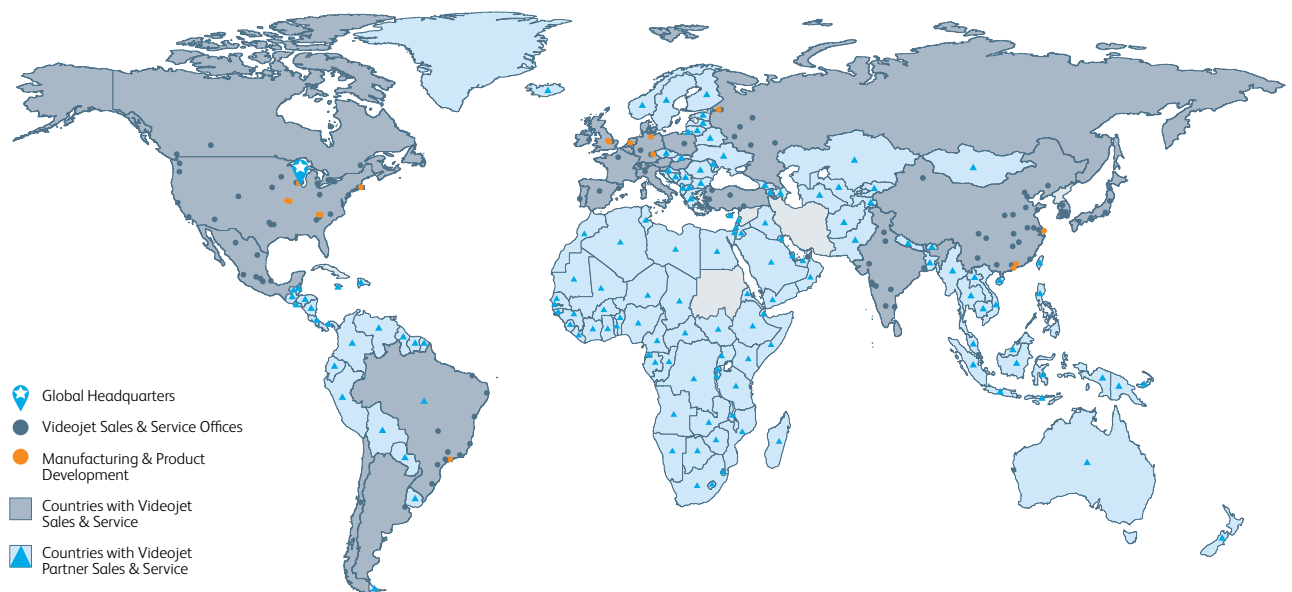 Global Headquarters
Videojet Sales & Service Offices
Manufacturing & Product
Development
Countries with Videojet
Sales & Service
Countries with Videojet
Partner Sales & Service